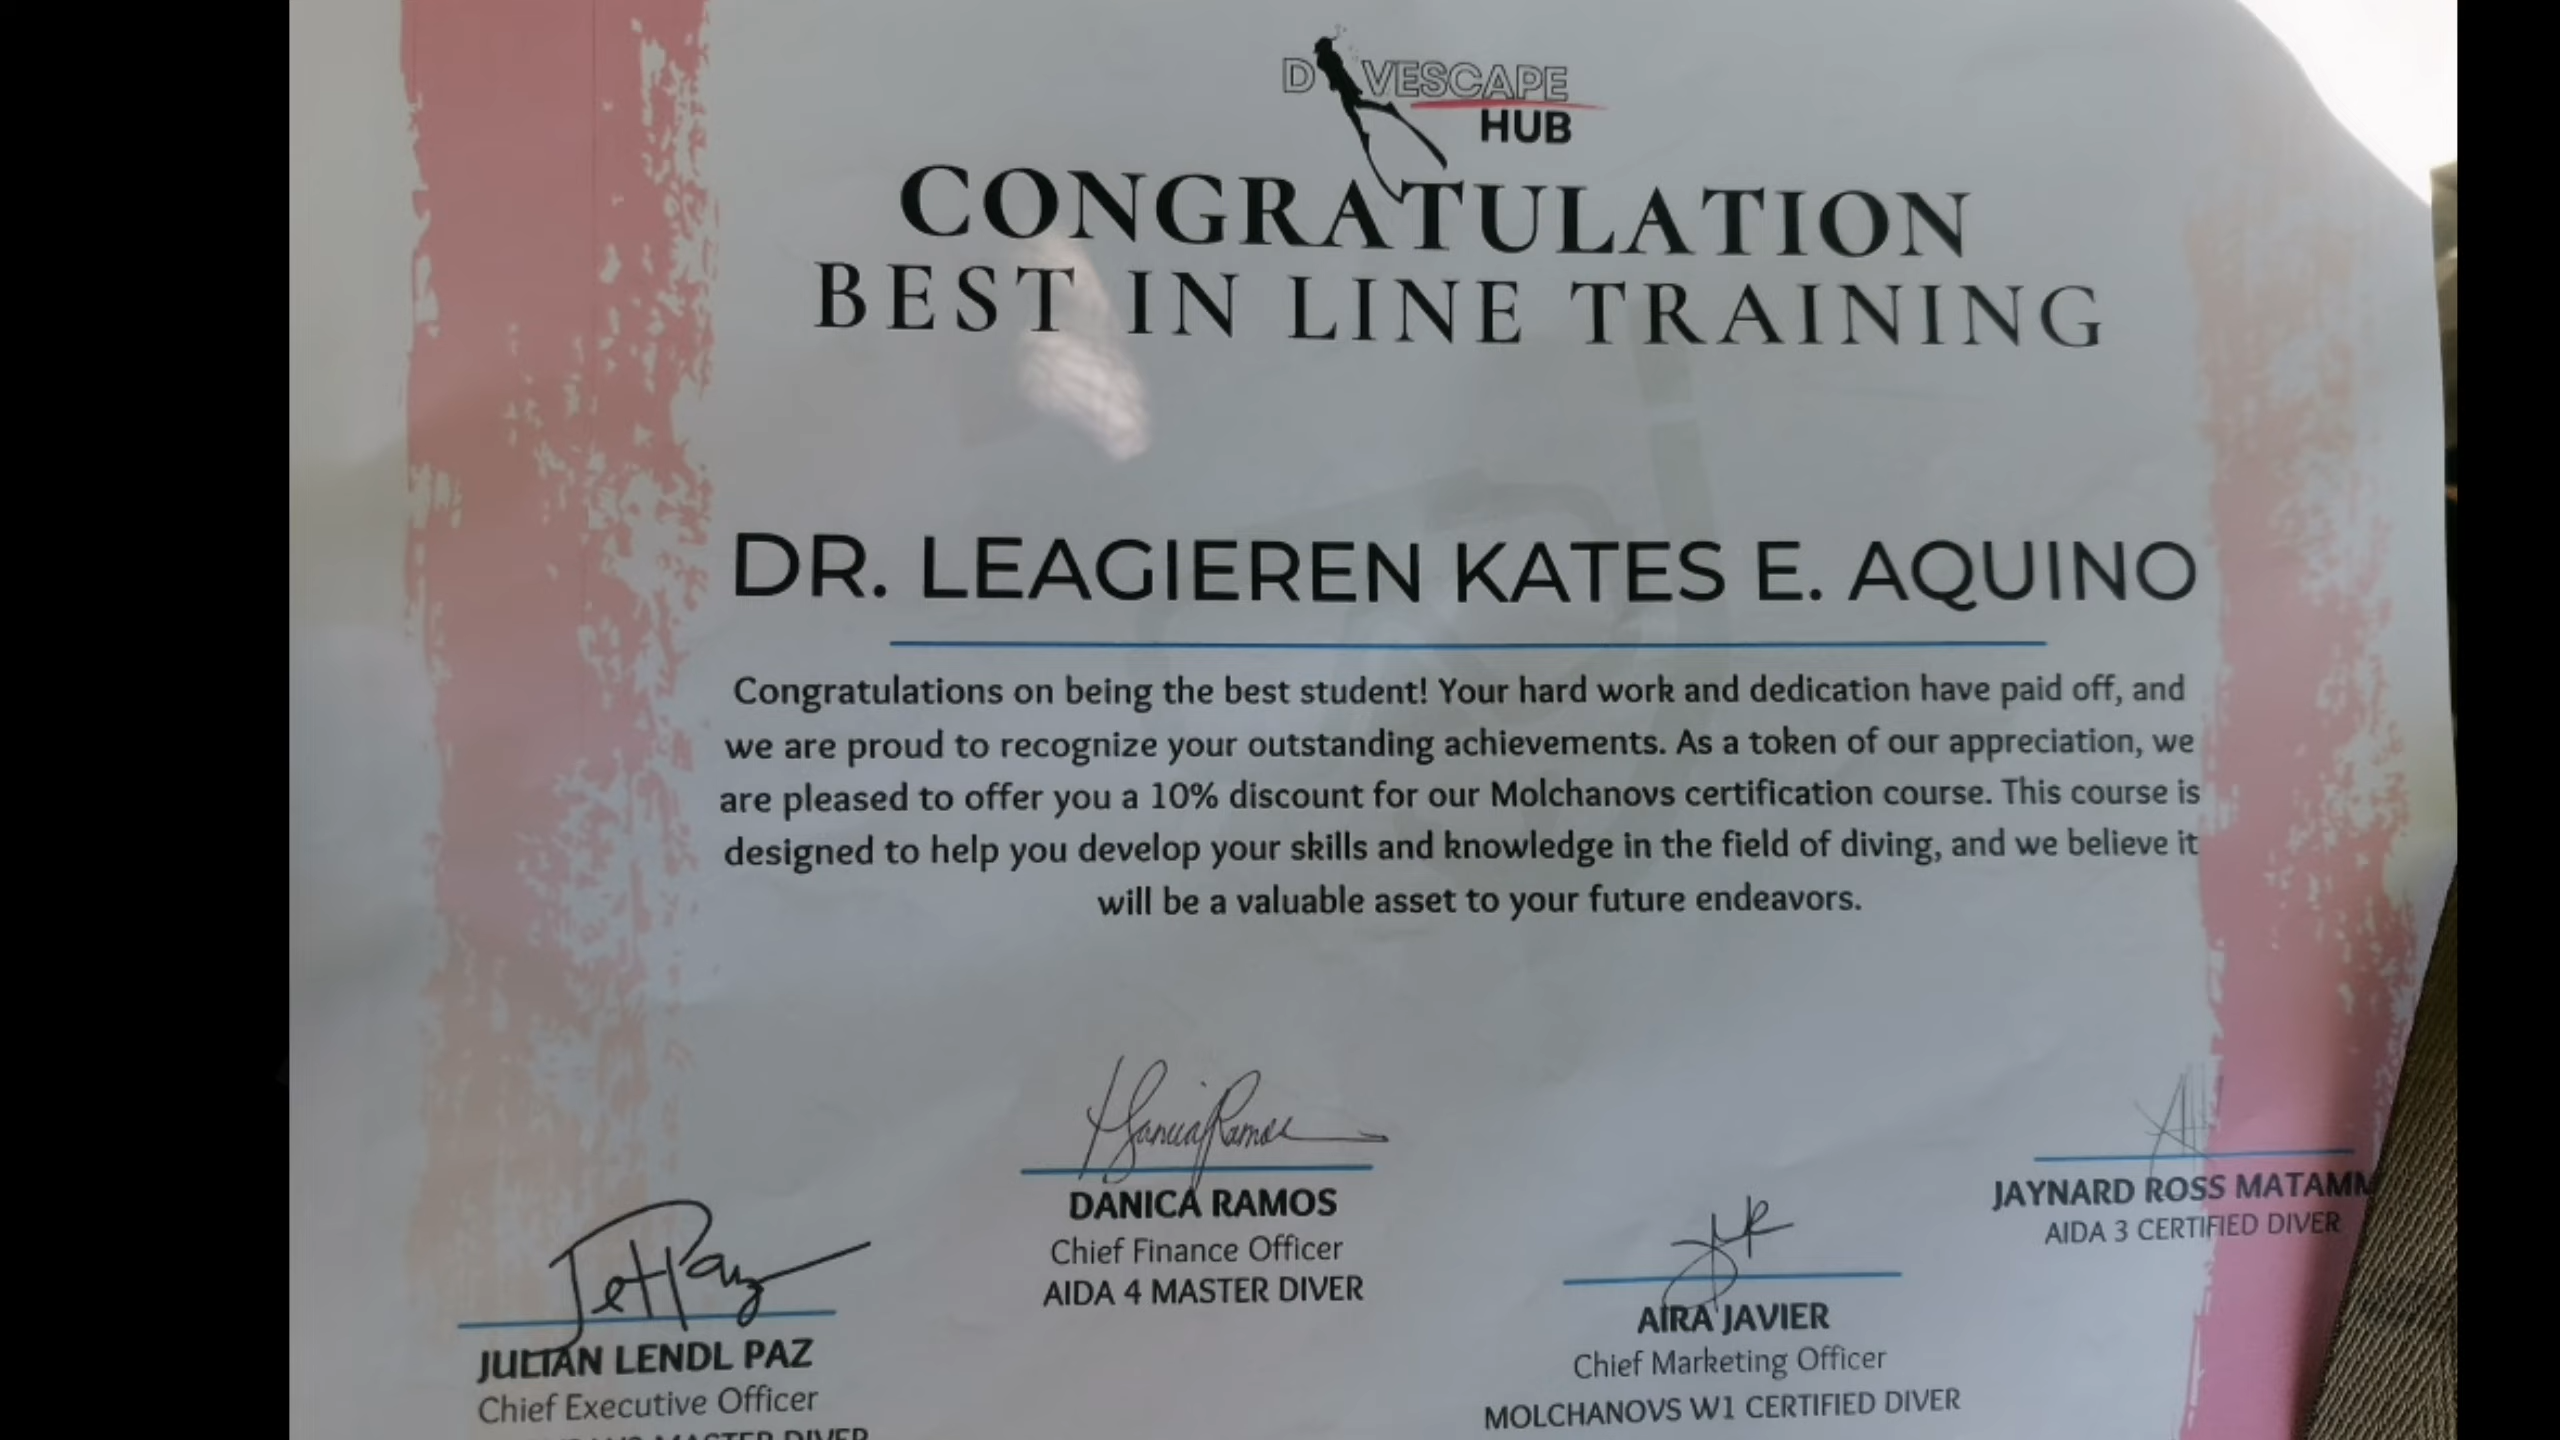 DIVESCAPE
HUB
CONGRATULATION
BEST IN LINE TRAINING
DR. LEAGIEREN KATES E. AQUINO
Congratulations on being the best student! Your hard work and dedication have paid off, and
we are proud to recognize your outstanding achievements. As a token of our appreciation, we
are pleased to offer you a 10% discount for our Molchanovs certification course. This course is
designed to help you develop your skills and knowledge in the field of diving, and we believe it
will be a valuable asset to your future endeavors.
JetPaz
JULIAN LENDL PAZ
Chief Executive Officer
MASTER DIVER
DANICA RAMOS
Chief Finance Officer
AIDA 4 MASTER DIVER
AIRA JAVIER
Chief Marketing Officer
MOLCHANOVS W1 CERTIFIED DIVER
JAYNARD ROSS
AIDA 3 CERTIFIED DIVER